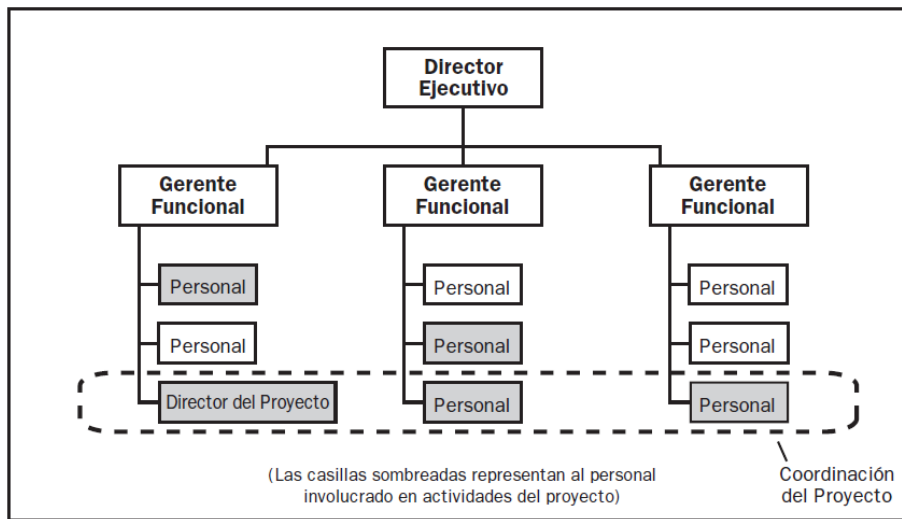 Director
Ejecutivo
Gerente
Funcional
Gerente
Funcional
Gerente
Funcional
Personal
Personal
Personal
Personal
Personal
Personal
Director del Proyecto
Personal
Personal
(Las casillas sombreadas representan al personal
involucrado en actividades del proyecto)
Coordinación
del Proyecto